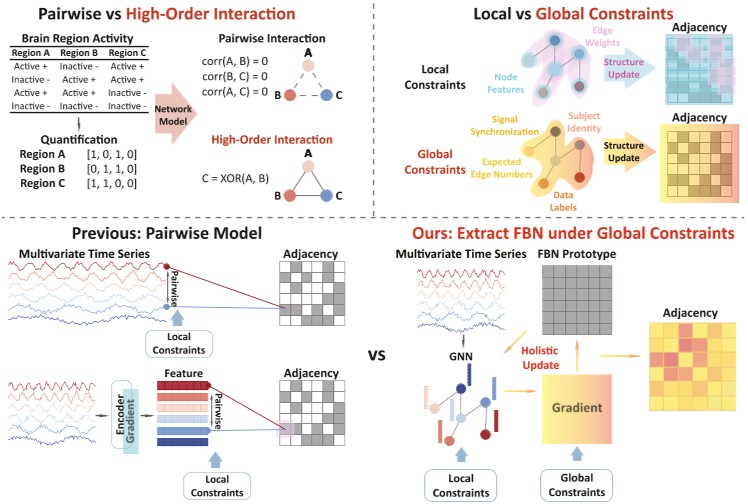 Pairwise vs High-Order Interaction
Brain Region Activity
Region A Region B Region C
Active + Inactive - Active +
Inactive - Active + Active +
Active + Active + Inactive -
Inactive - Inactive - Inactive -
Quantification
Region A [1, 0, 1, 0]
Region B [0, 1, 1, 0]
Region C [1, 1, 0, 0]
Network
Model
Pairwise Interaction
corr(A, B) = 0
corr(B, C) = 0
corr(A, C) = 0
A
B
C
High-Order Interaction
C = XOR(A, B)
A
B
C
Local vs Global Constraints
Local
Constraints
Edge
Weights
Node
Features
Structure
Update
Adjacency
Global
Constraints
Signal
Synchronization
Subject
Identity
Expected
Edge Numbers
Data
Labels
Structure
Update
Adjacency
Previous: Pairwise Model
Multivariate Time Series
Pairwise
Adjacency
Local
Constraints
Encoder
Gradient
Feature
Pairwise
Adjacency
Local
Constraints
VS
Ours: Extract FBN under Global Constraints
Multivariate Time Series
FBN Prototype
GNN
Holistic
Update
Adjacency
Gradient
Local
Constraints
Global
Constraints